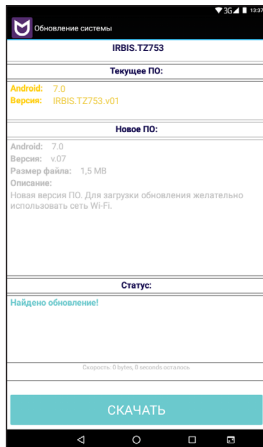 3G 13:37
Обновление системы
IRBIS.TZ753
Текущее ПО:
Android: 7.0
Версия: IRBIS.TZ753.v01
Новое ПО:
Android: 7.0
Версия: v.07
Размер файла: 1,5 MB
Описание:
Новая версия ПО. Для загрузки обновления желательно
использовать сеть Wi-Fi.
Статус:
Найдено обновление!
Скорость: 0 bytes, 0 seconds осталось.
СКАЧАТЬ